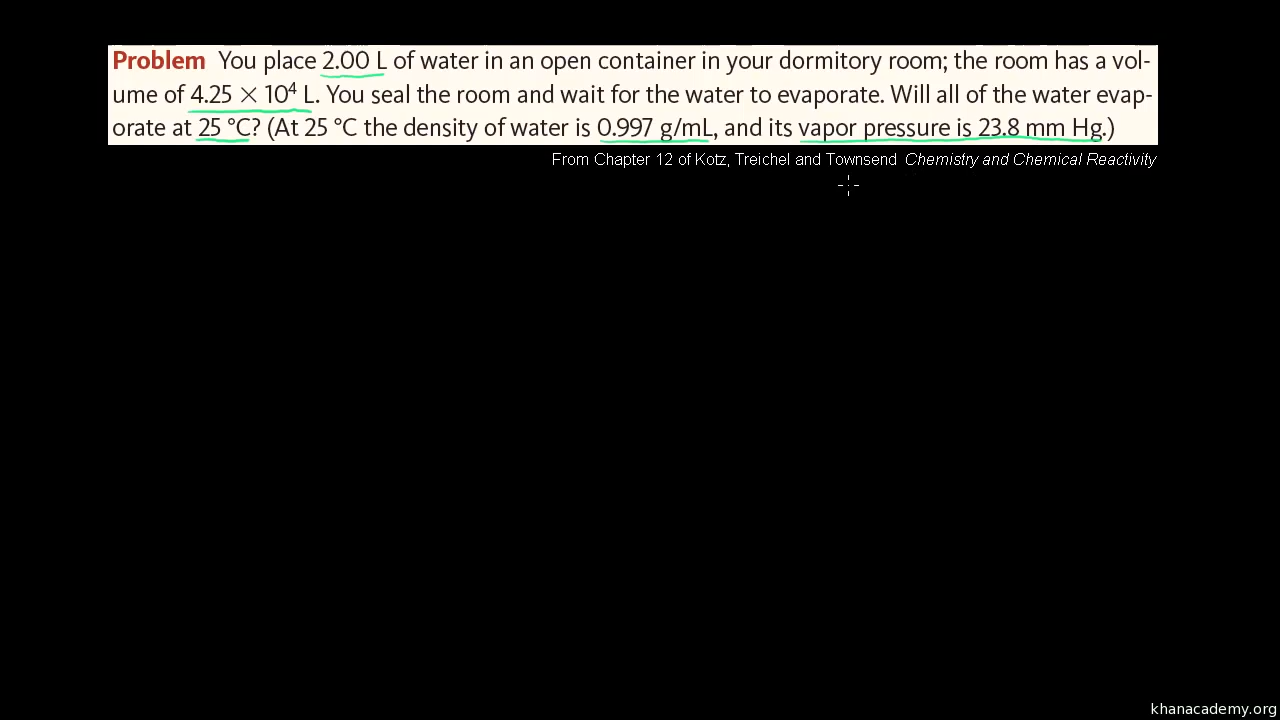 Problem You place 2.00 L of water in an open container in your dormitory room; the room has a vol-
ume of 4.25 × 10⁴ L. You seal the room and wait for the water to evaporate. Will all of the water evap-
orate at 25 °C? (At 25 °C the density of water is 0.997 g/mL, and its vapor pressure is 23.8 mm Hg.)
From Chapter 12 of Kotz, Treichel and Townsend Chemistry and Chemical Reactivity
khanacademy.org